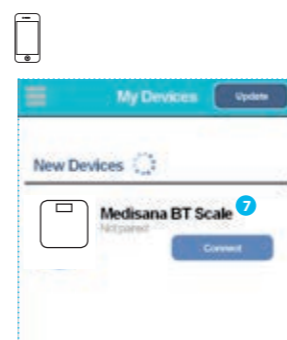 My Devices Update
New Devices
Medisana BT Scale 7
Not paired
Connect